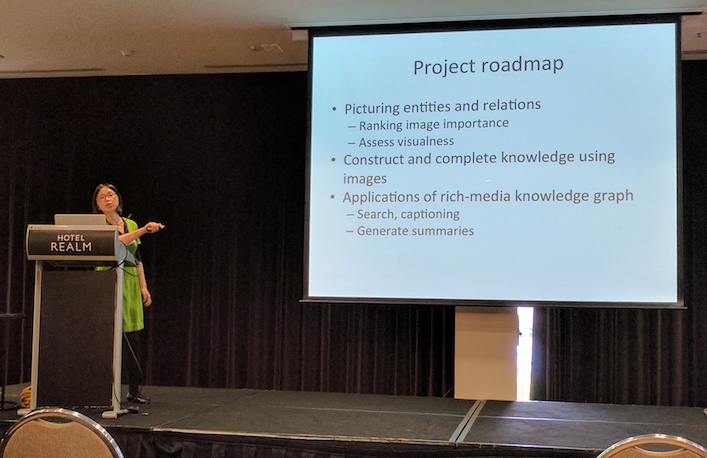 Project roadmap
• Picturing entities and relations
– Ranking image importance
– Assess visualness
• Construct and complete knowledge using
images
• Applications of rich-media knowledge graph
– Search, captioning
– Generate summaries
HOTEL
REALM